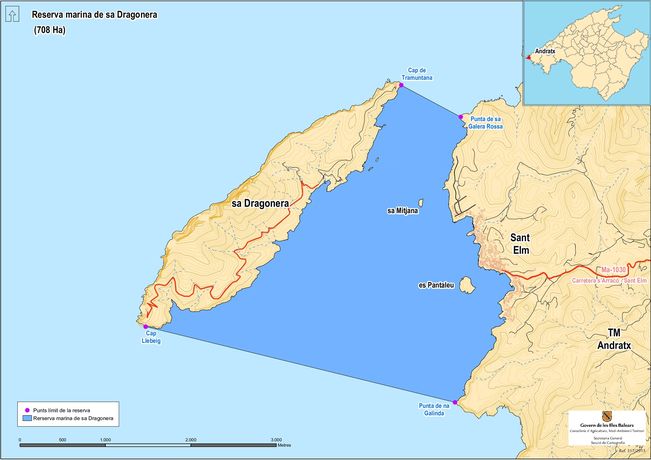 Reserva marina de sa Dragonera
(708 Ha)
Andratx
Cap de
Tramuntana
Punta de sa
Galera Rossa
sa Dragonera
sa Mitjana
Sant
Elm
Ma-1030
Carretera s'Arracó / Sant Elm
es Pantaleu
Cap
Llebeig
TM
Andratx
Punta de na
Galinda
Punts límit de la reserva
Rerserva marina de sa Dragonera
0 500 1.000 2.000 3.000
Metres
Govern de les Illes Balears
Conselleria d'Agricultura, Medi Ambient i Territori
Secretaria General
Secció de Cartografia